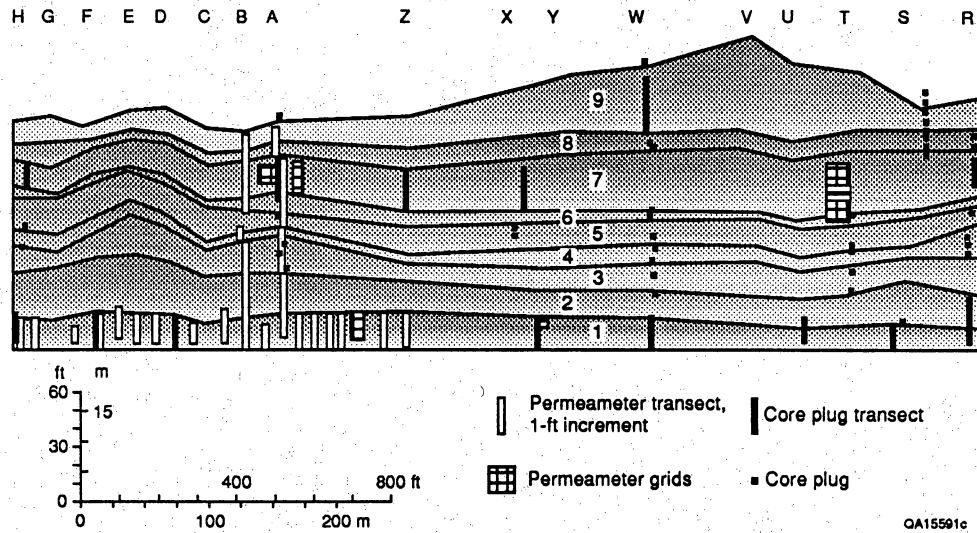 H G F E D C B A Z X Y W V U T S R
9
8
7
6
5
4
3
2
1
ft m
60
15
30
0
400 800 ft
0 100 200 m
Permeameter transect,
1-ft increment
Core plug transect
Permeameter grids
Core plug
QA15591c